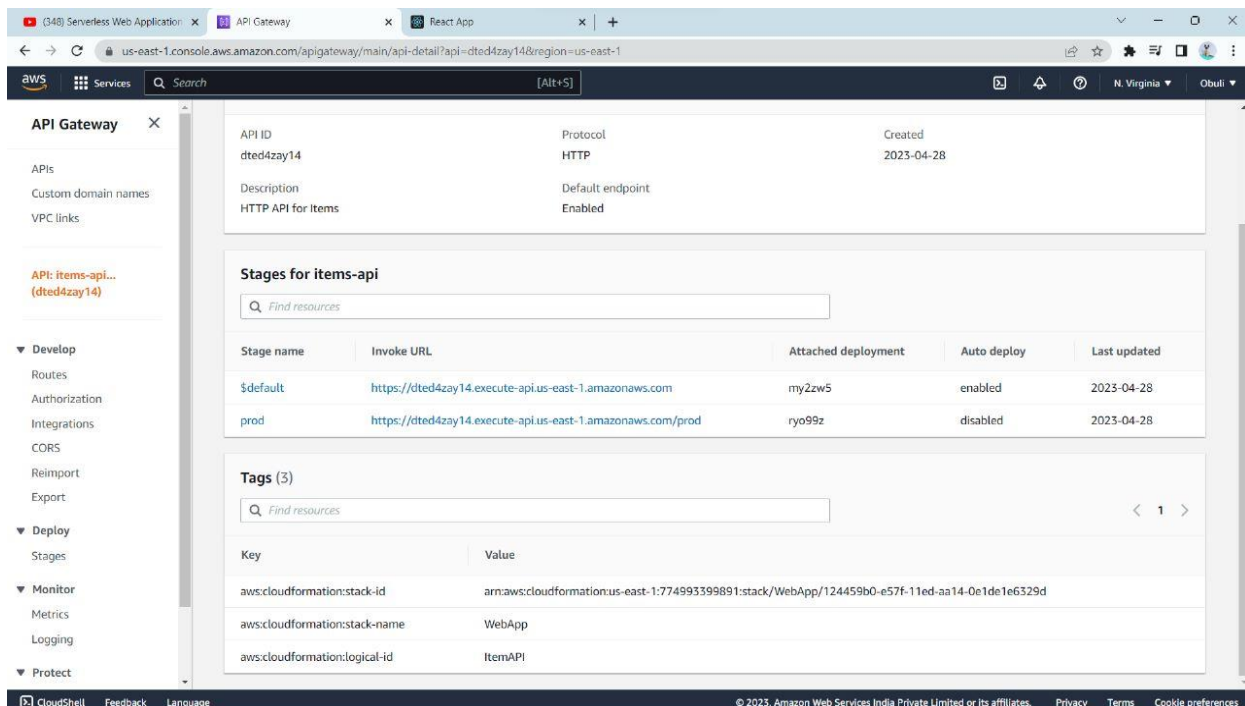 (348) Serverless Web Application
API Gateway
React App
us-east-1.console.aws.amazon.com/apigateway/main/api-detail?api=dted4zay14&region=us-east-1
aws
Services
Search
[Alt+S]
N. Virginia
Obuli
API Gateway
APIs
Custom domain names
VPC links
API: items-api...
(dted4zay14)
Develop
Routes
Authorization
Integrations
CORS
Reimport
Export
Deploy
Stages
Monitor
Metrics
Logging
Protect
API ID Protocol Created
dted4zay14 HTTP 2023-04-28
Description Default endpoint
HTTP API for Items Enabled
Stages for items-api
Find resources
Stage name Invoke URL Attached deployment Auto deploy Last updated
$default https://dted4zay14.execute-api.us-east-1.amazonaws.com my2zw5 enabled 2023-04-28
prod https://dted4zay14.execute-api.us-east-1.amazonaws.com/prod ryo99z disabled 2023-04-28
Tags (3)
Find resources
1
Key Value
aws:cloudformation:stack-id arn:aws:cloudformation:us-east-1:774993399891:stack/WebApp/124459b0-e57f-11ed-aa14-0e1de1e6329d
aws:cloudformation:stack-name WebApp
aws:cloudformation:logical-id ItemAPI
CloudShell Feedback Language © 2023, Amazon Web Services India Private Limited or its affiliates. Privacy Terms Cookie preferences